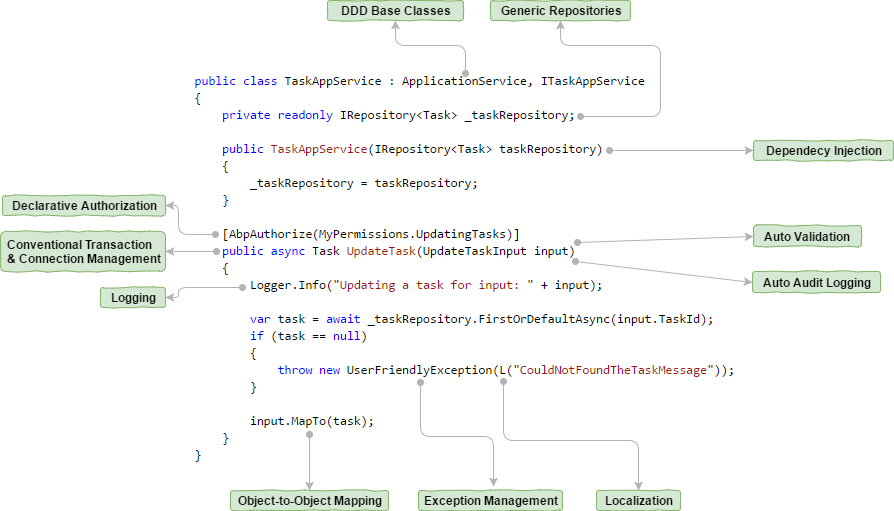 DDD Base Classes
Generic Repositories
public class TaskAppService : ApplicationService, ITaskAppService
{
private readonly IRepository<Task> _taskRepository;
public TaskAppService(IRepository<Task> taskRepository)
Dependecy Injection
{
_taskRepository = taskRepository;
}
Declarative Authorization
[AbpAuthorize(MyPermissions.UpdatingTasks)]
Auto Validation
Conventional Transaction
& Connection Management
public async Task UpdateTask(UpdateTaskInput input)
{
Auto Audit Logging
Logging
Logger.Info("Updating a task for input: " + input);
var task = await _taskRepository.FirstOrDefaultAsync(input.TaskId);
if (task == null)
{
throw new UserFriendlyException(L("CouldNotFoundTheTaskMessage"));
}
input.MapTo(task);
}
}
Object-to-Object Mapping
Exception Management
Localization